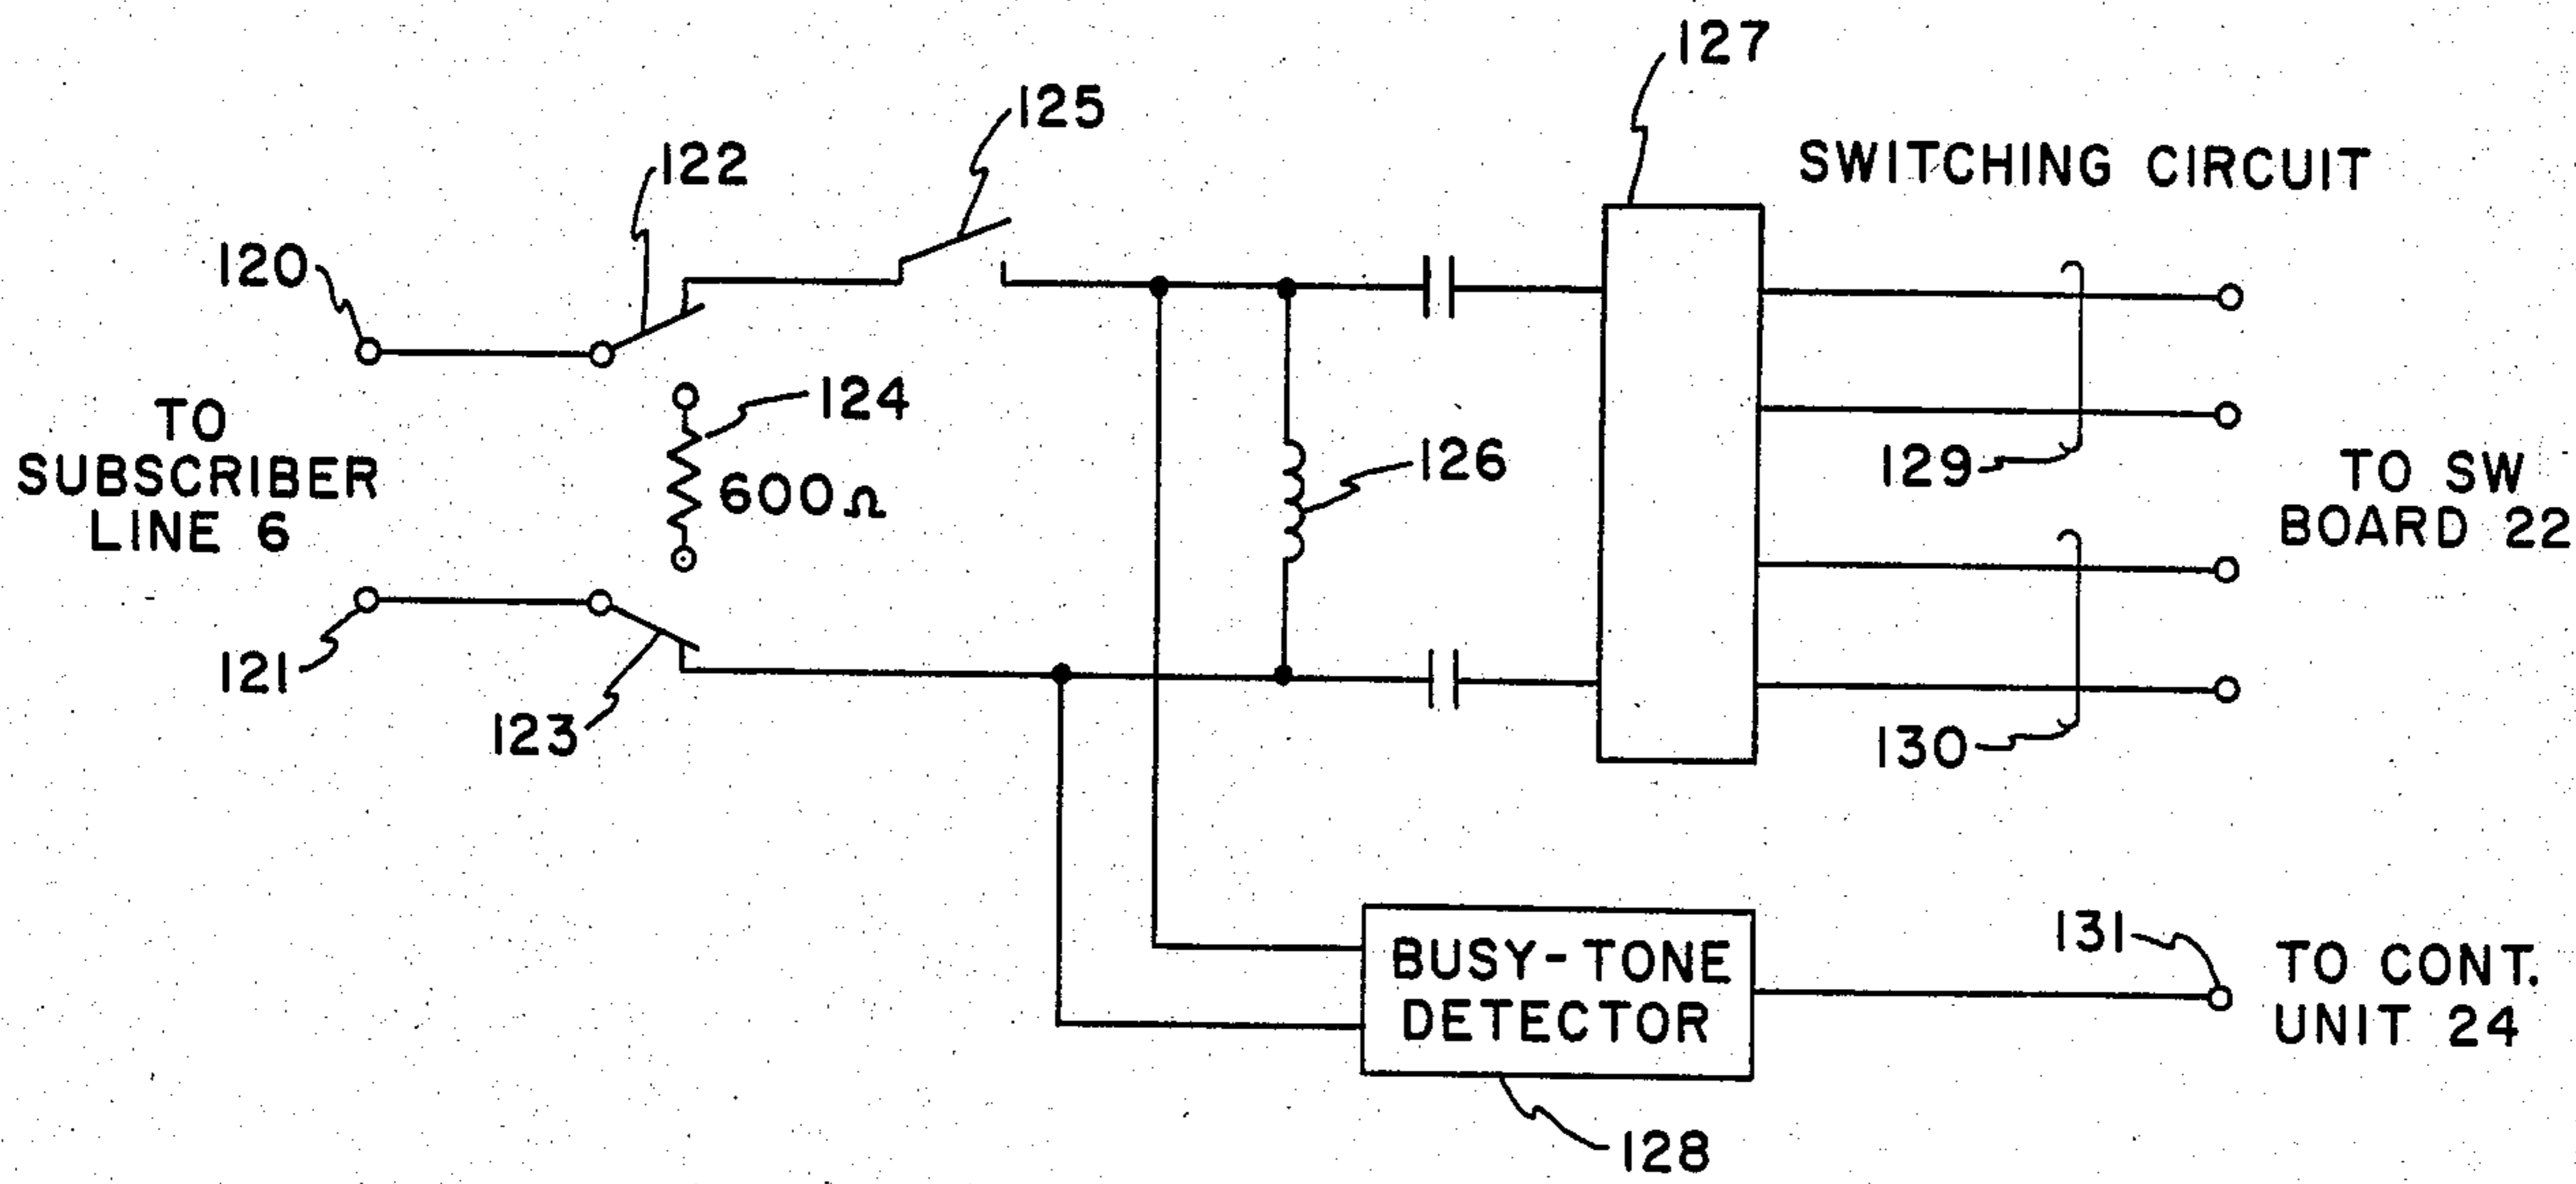 127
125
SWITCHING CIRCUIT
122
120
124
TO
SUBSCRIBER
LINE 6
600Ω
126
129
TO SW
BOARD 22
121
123
130
131
BUSY-TONE
DETECTOR
TO CONT.
UNIT 24
128